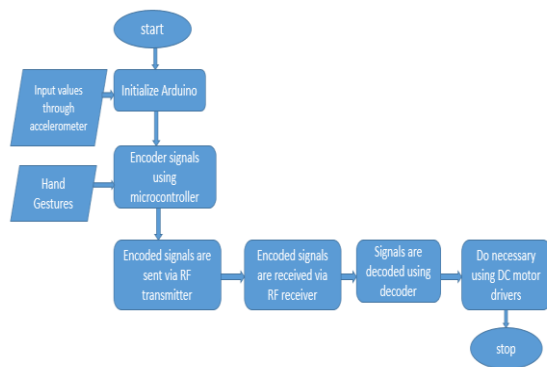 start
Input values
through
accelerometer
Initialize Arduino
Encoder signals
using
microcontroller
Hand
Gestures
Encoded signals are
sent via RF
transmitter
Encoded signals
are received via
RF receiver
Signals are
decoded using
decoder
Do necessary
using DC motor
drivers
stop